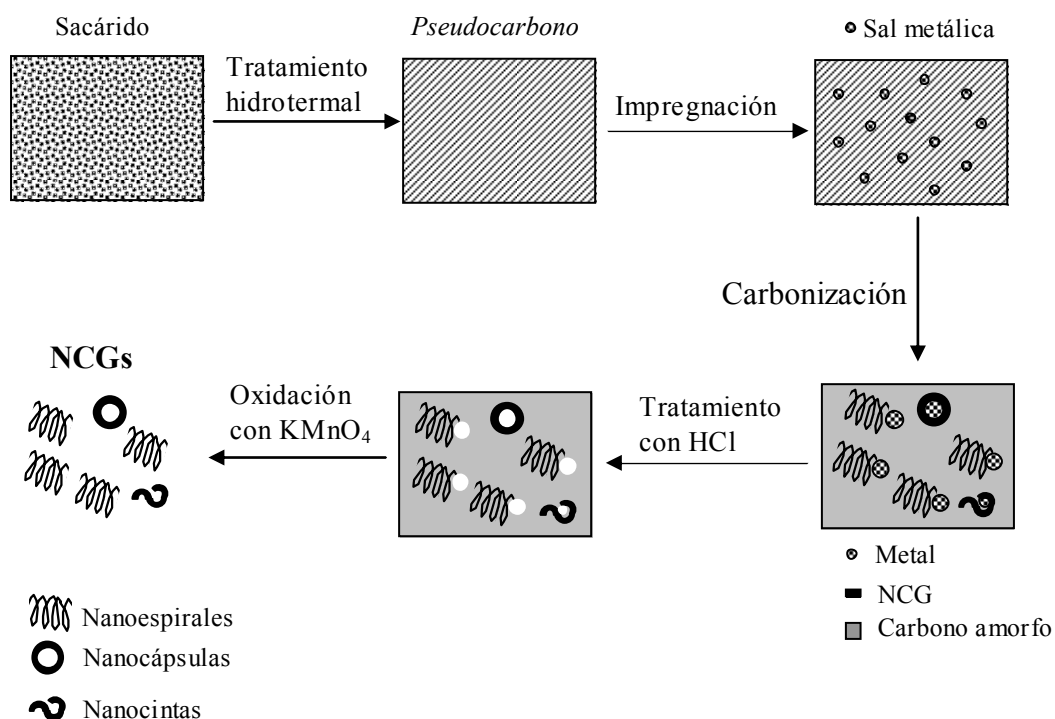 Sacárido
Pseudocarbono
Sal metálica
Tratamiento
hidrotermal
Impregnación
Carbonización
NCGs
Oxidación
con KMnO₄
Tratamiento
con HCl
Metal
NCG
Carbono amorfo
Nanoespirales
Nanocápsulas
Nanocintas